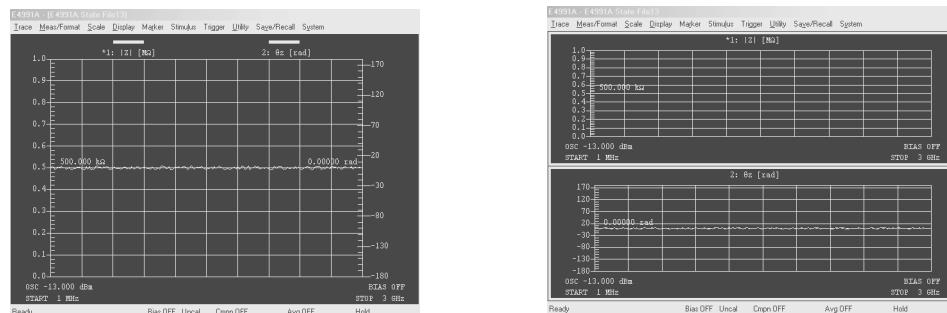 E4991A - [E4991A State File13]
Trace Meas/Format Scale Display Marker Stimulus Trigger Utility Save/Recall System
*1: |Z| [MΩ] 2: θz [rad]
1.0 170
0.9
120
0.8
0.7 70
0.6
20
0.5 500.000 kΩ 0.00000 rad
0.4 -30
0.3 -80
0.2
-130
0.1
0.0 -180
OSC -13.000 dBm BIAS OFF
START 1 MHz STOP 3 GHz
Ready Bias OFF Uncal Cmpn OFF Avg OFF Hold
E4991A - E4991A State File13
Trace Meas/Format Scale Display Marker Stimulus Trigger Utility Save/Recall System
*1: |Z| [MΩ]
1.0
0.9
0.8
0.7
0.6 500.000 kΩ
0.5
0.4
0.3
0.2
0.1
0.0
OSC -13.000 dBm BIAS OFF
START 1 MHz STOP 3 GHz
2: θz [rad]
170
120
70
20 0.00000 rad
-30
-80
-130
-180
OSC -13.000 dBm BIAS OFF
START 1 MHz STOP 3 GHz
Ready Bias OFF Uncal Cmpn OFF Avg OFF Hold